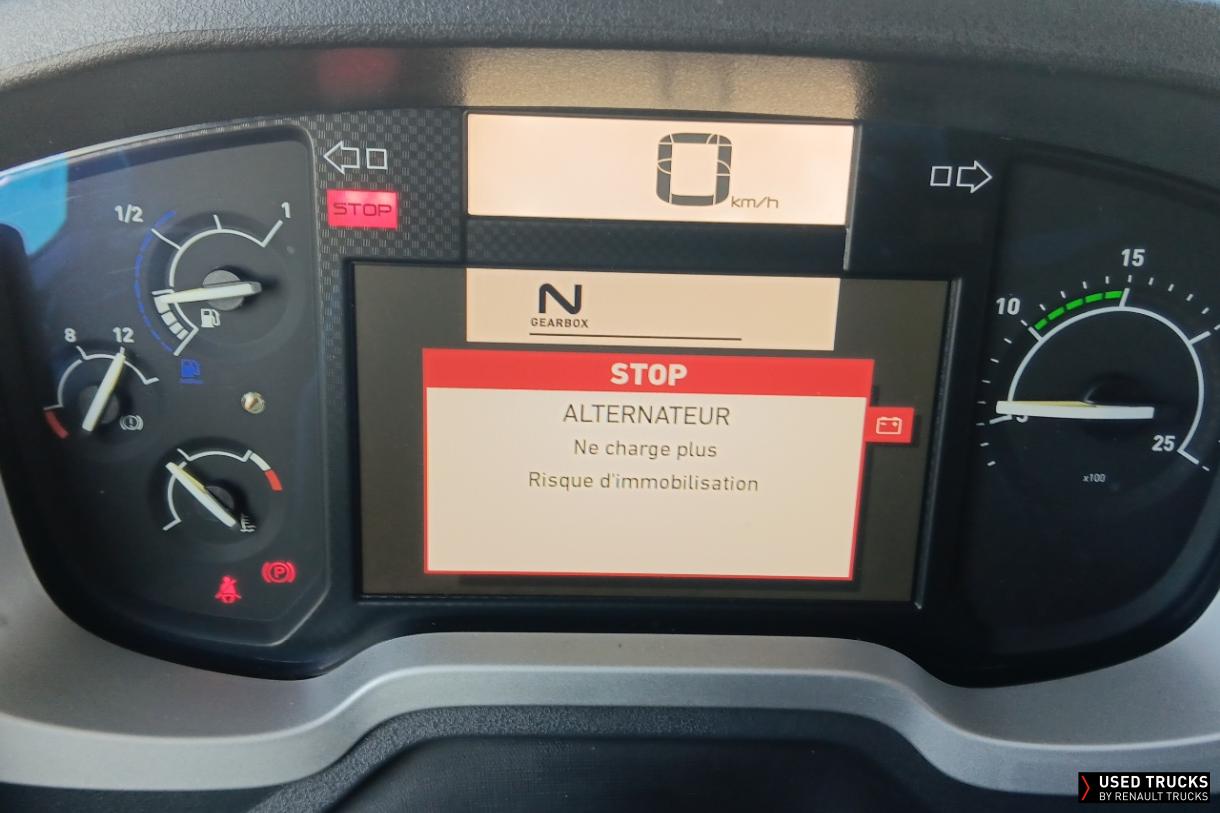 STOP
0 km/h
1/2
1
8
12
N
GEARBOX
STOP
ALTERNATEUR
Ne charge plus
Risque d'immobilisation
P
5
10
15
25
x100
USED TRUCKS
BY RENAULT TRUCKS